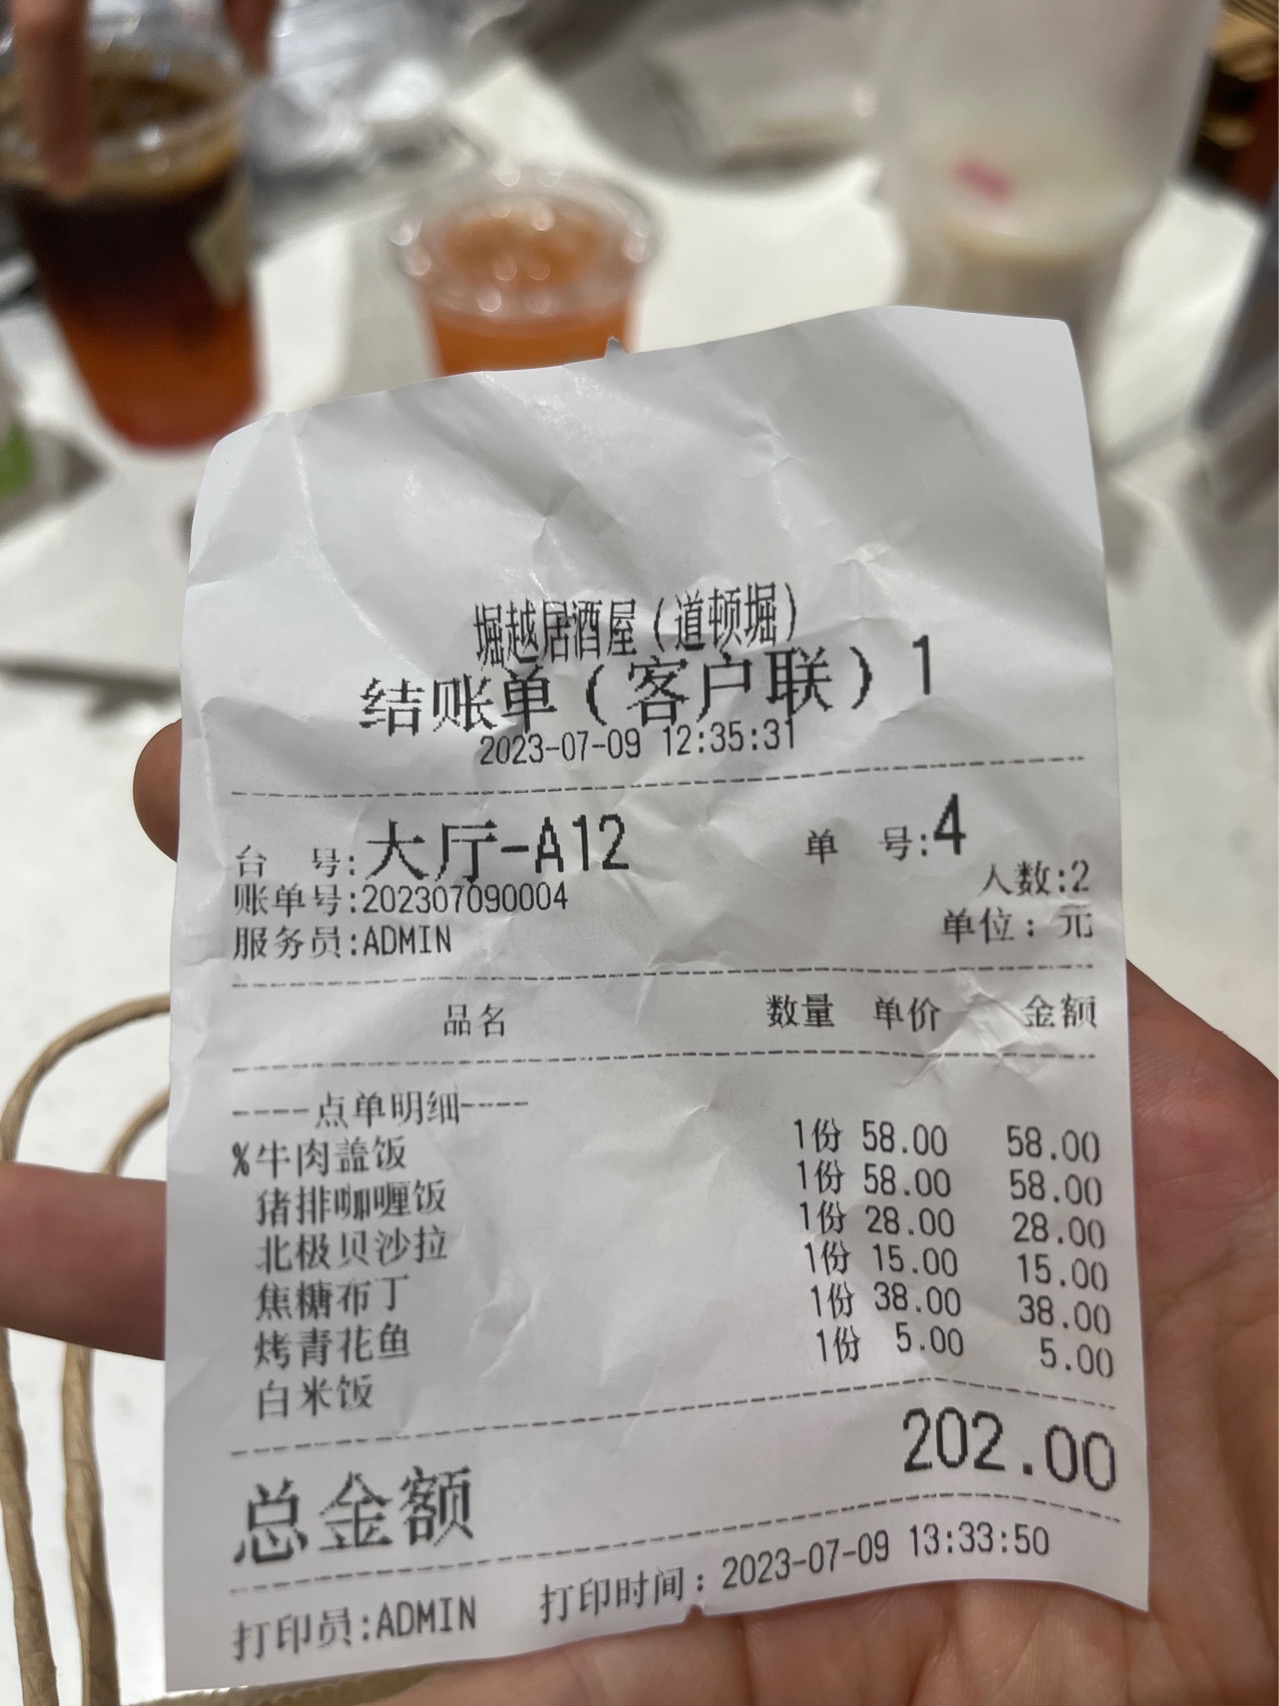 堀越居酒屋(道顿堀)
结账单(客户联)1
2023-07-09 12:35:31
台 号:大厅-A12 单 号:4
人数:2
账单号:202307090004
单位：元
服务员:ADMIN
品名 数量 单价 金额
----点单明细----
%牛肉盖饭 1份 58.00 58.00
猪排咖喱饭 1份 58.00 58.00
北极贝沙拉 1份 28.00 28.00
焦糖布丁 1份 15.00 15.00
烤青花鱼 1份 38.00 38.00
白米饭 1份 5.00 5.00
总金额 202.00
打印员:ADMIN 打印时间：2023-07-09 13:33:50